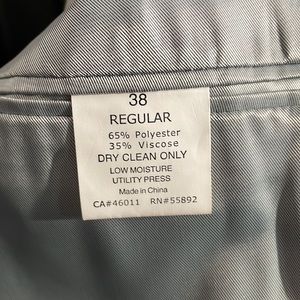 38
REGULAR
65% Polyester
35% Viscose
DRY CLEAN ONLY
LOW MOISTURE
UTILITY PRESS
Made in China
CA#46011 RN#55892